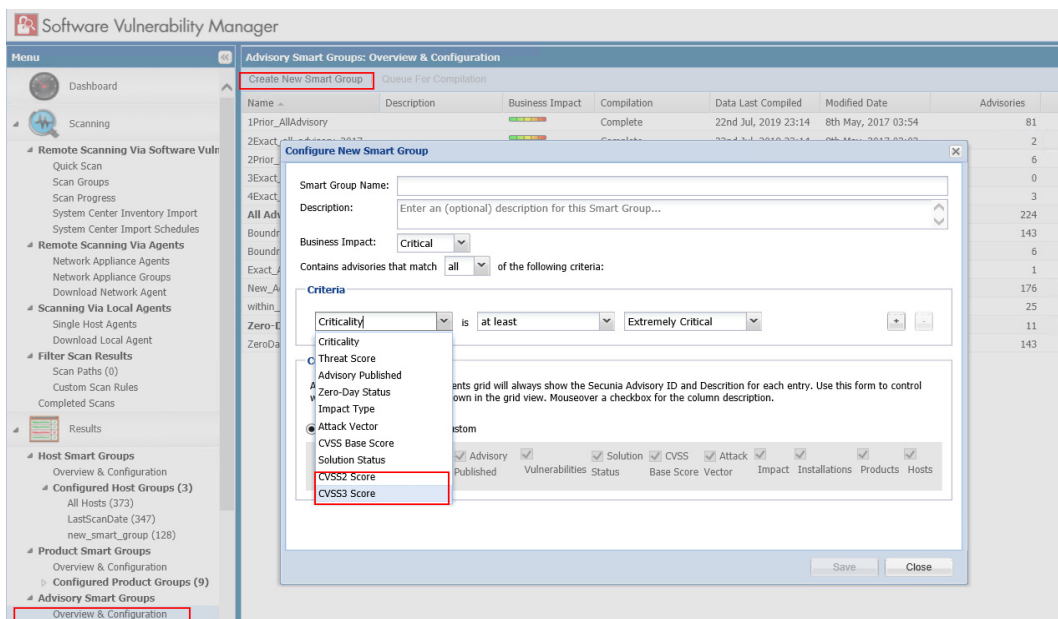 Software Vulnerability Manager
Menu
Dashboard
Scanning
Remote Scanning Via Software Vuln
Quick Scan
Scan Groups
Scan Progress
System Center Inventory Import
System Center Import Schedules
Remote Scanning Via Agents
Network Appliance Agents
Network Appliance Groups
Download Network Agent
Scanning Via Local Agents
Single Host Agents
Download Local Agent
Filter Scan Results
Scan Paths (0)
Custom Scan Rules
Completed Scans
Results
Host Smart Groups
Overview & Configuration
Configured Host Groups (3)
All Hosts (373)
LastScanDate (347)
new_smart_group (128)
Product Smart Groups
Overview & Configuration
Configured Product Groups (9)
Advisory Smart Groups
Overview & Configuration
Advisory Smart Groups: Overview & Configuration
Create New Smart Group Queue For Compilation
Name Description Business Impact Compilation Data Last Compiled Modified Date Advisories
1Prior_AllAdvisory Complete 22nd Jul, 2019 23:14 8th May, 2017 03:54 81
2Exact 2
2Prior_ 6
3Exact_ 0
4Exact_ 3
All Adv 224
Boundr 143
Boundr 6
Exact_A 1
New_A 176
within_ 25
Zero-D 11
ZeroDa 143
Configure New Smart Group
Smart Group Name:
Description: Enter an (optional) description for this Smart Group...
Business Impact: Critical
Contains advisories that match all of the following criteria:
Criteria
Criticality is at least Extremely Critical
Criticality
Threat Score
Advisory Published
Zero-Day Status
Impact Type
Attack Vector
CVSS Base Score
Solution Status
CVSS2 Score
CVSS3 Score
ents grid will always show the Secunia Advisory ID and Descrition for each entry. Use this form to control
own in the grid view. Mouseover a checkbox for the column description.
stom
Advisory Published Vulnerabilities Solution Status CVSS Base Score Attack Vector Impact Installations Products Hosts
Save Close